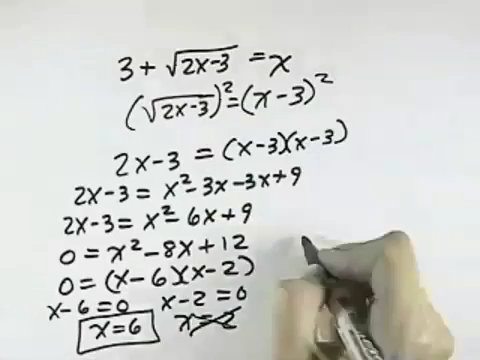 3 + √(2x-3) = x
(√(2x-3))² = (x-3)²
2x-3 = (x-3)(x-3)
2x-3 = x²-3x-3x+9
2x-3 = x²-6x+9
0 = x²-8x+12
0 = (x-6)(x-2)
x-6=0 x-2=0
x=6 x=2